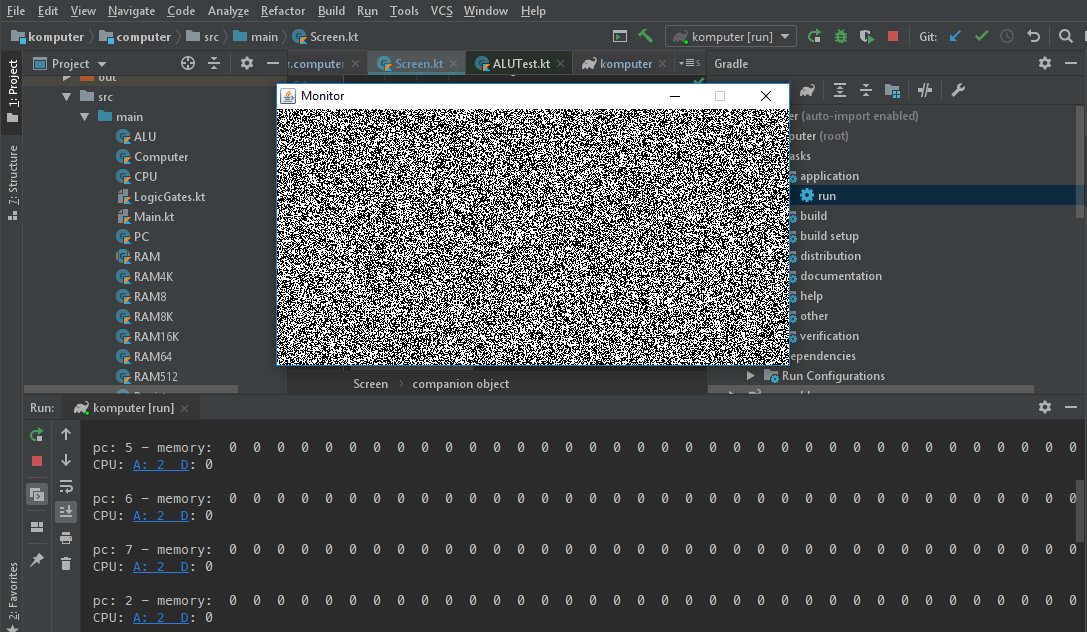 File Edit View Navigate Code Analyze Refactor Build Run Tools VCS Window Help
komputer computer src main Screen.kt komputer [run] Git:
1: Project
7: Structure
2: Favorites
Project
r.computer Screen.kt ALUTest.kt komputer
Gradle
out
src
main
ALU
Computer
CPU
LogicGates.kt
Main.kt
PC
RAM
RAM4K
RAM8
RAM8K
RAM16K
RAM64
RAM512
Monitor
er (auto-import enabled)
puter (root)
asks
application
run
build
build setup
distribution
documentation
help
other
verification
ependencies
Run Configurations
Screen companion object
Run: komputer [run]
pc: 5 – memory: 0 0 0 0 0 0 0 0 0 0 0 0 0 0 0 0 0 0 0 0 0 0 0 0 0 0 0 0 0 0 0 0 0 0 0 0
CPU: A: 2 D: 0
pc: 6 – memory: 0 0 0 0 0 0 0 0 0 0 0 0 0 0 0 0 0 0 0 0 0 0 0 0 0 0 0 0 0 0 0 0 0 0 0 0
CPU: A: 2 D: 0
pc: 7 – memory: 0 0 0 0 0 0 0 0 0 0 0 0 0 0 0 0 0 0 0 0 0 0 0 0 0 0 0 0 0 0 0 0 0 0 0 0
CPU: A: 2 D: 0
pc: 2 – memory: 0 0 0 0 0 0 0 0 0 0 0 0 0 0 0 0 0 0 0 0 0 0 0 0 0 0 0 0 0 0 0 0 0 0 0 0
CPU: A: 2 D: 0